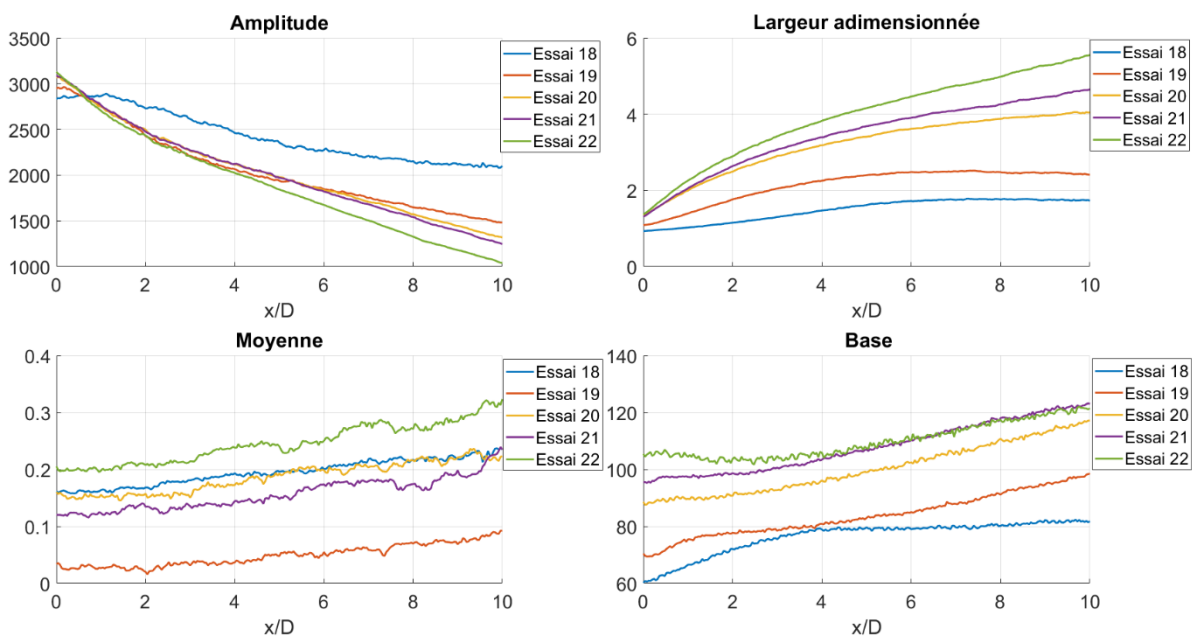 Amplitude
3500
3000
2500
2000
1500
1000
0 2 4 6 8 10
x/D
Essai 18
Essai 19
Essai 20
Essai 21
Essai 22
Largeur adimensionnée
6
4
2
0
0 2 4 6 8 10
x/D
Essai 18
Essai 19
Essai 20
Essai 21
Essai 22
Moyenne
0.4
0.3
0.2
0.1
0
0 2 4 6 8 10
x/D
Essai 18
Essai 19
Essai 20
Essai 21
Essai 22
Base
140
120
100
80
60
0 2 4 6 8 10
x/D
Essai 18
Essai 19
Essai 20
Essai 21
Essai 22